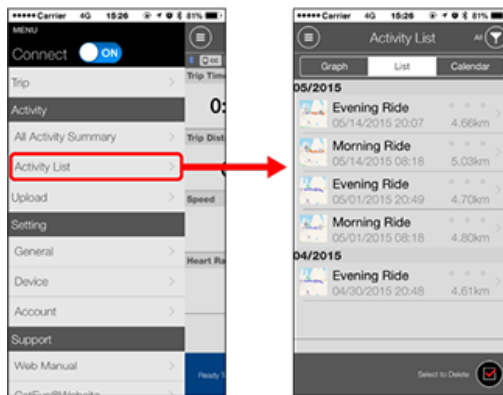 •••••Carrier 4G 15:26 81%
MENU
Connect ON
Trip
Activity
All Activity Summary
Activity List
Upload
Setting
General
Device
Account
Support
Web Manual
Trip Time
0:
Trip Dist
Speed
Heart Ra
Ready T
•••••Carrier 4G 15:26 81%
Activity List All
Graph List Calendar
05/2015
Evening Ride
05/14/2015 20:07 4.66km
Morning Ride
05/14/2015 08:18 5.03km
Evening Ride
05/01/2015 20:49 4.70km
Morning Ride
05/01/2015 08:18 4.80km
04/2015
Evening Ride
04/30/2015 20:48 4.61km
Select to Delete